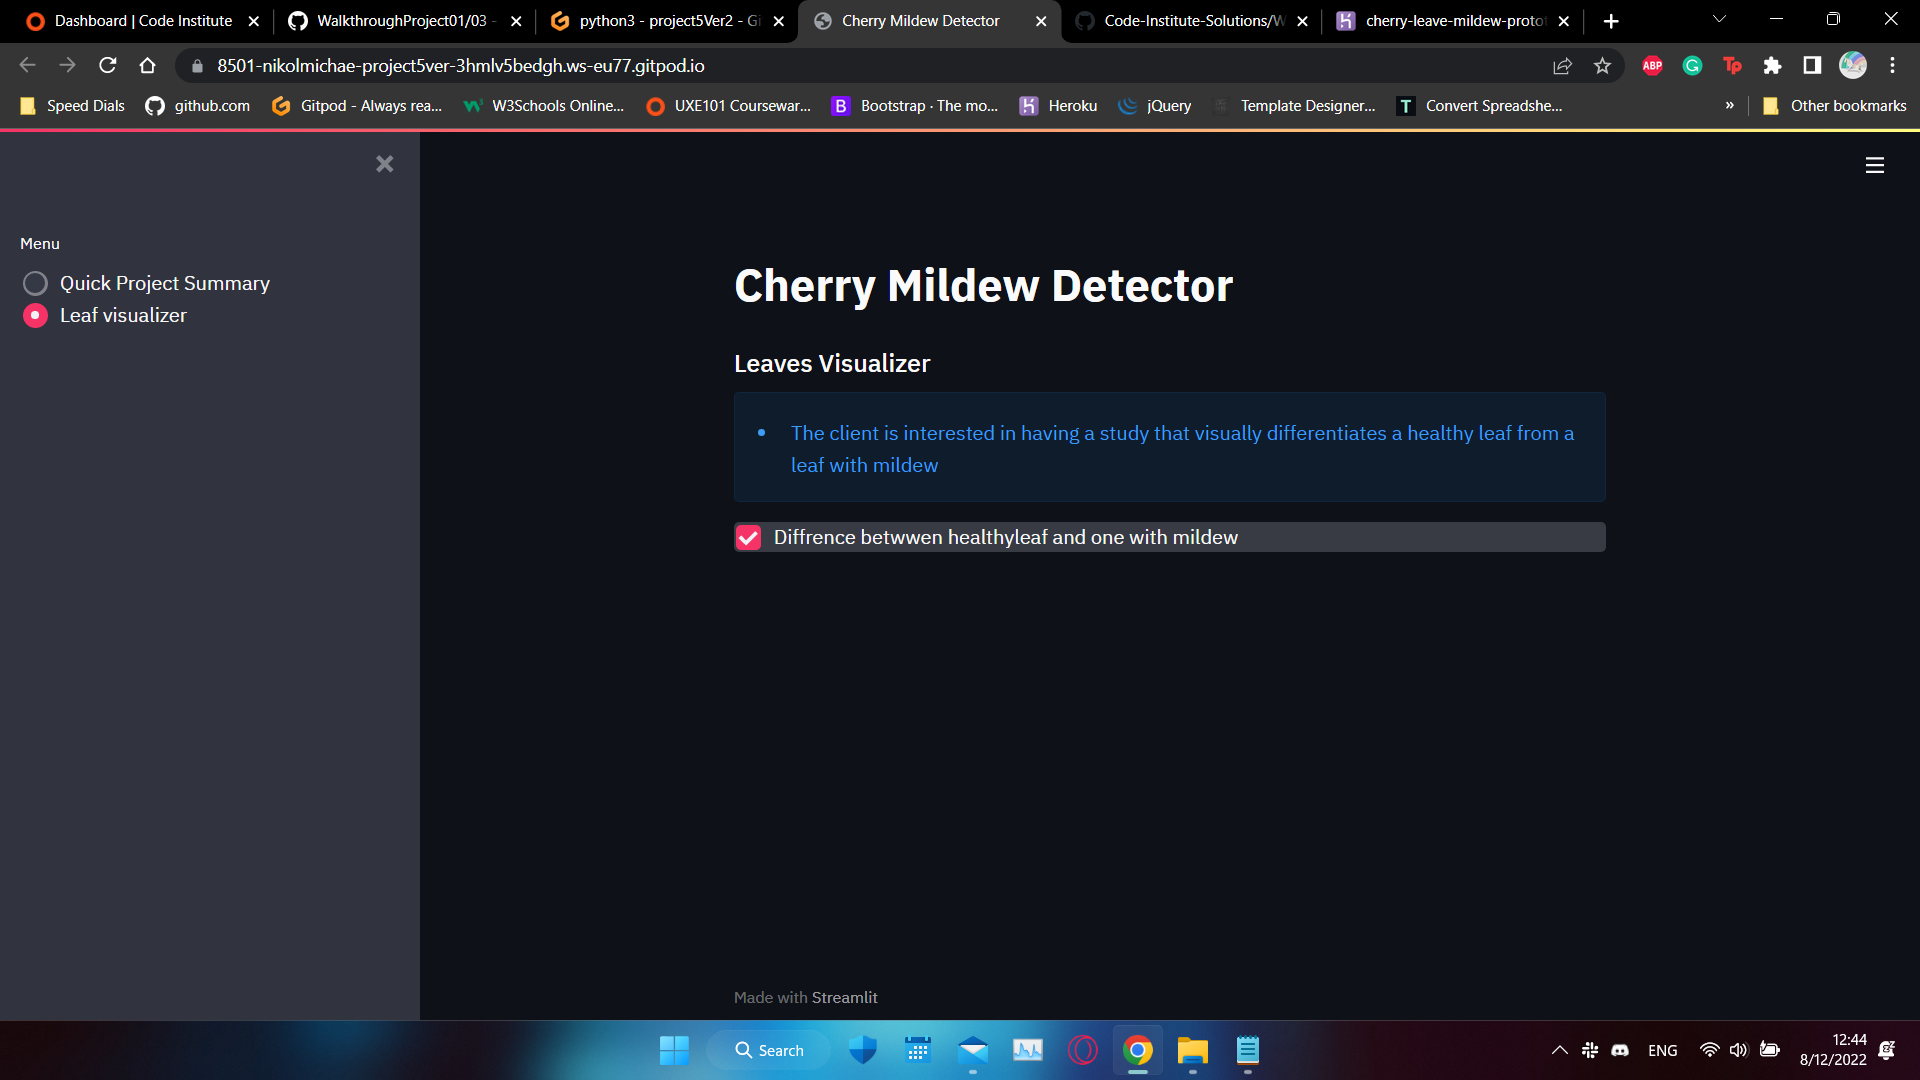 Dashboard | Code Institute
WalkthroughProject01/03 -
python3 - project5Ver2 - Gi
Cherry Mildew Detector
Code-Institute-Solutions/W
cherry-leave-mildew-protot
8501-nikolmichae-project5ver-3hmlv5bedgh.ws-eu77.gitpod.io
ABP
Tp
Speed Dials
github.com
Gitpod - Always rea...
W3Schools Online...
UXE101 Coursewar...
B
Bootstrap · The mo...
Heroku
jQuery
Template Designer...
T
Convert Spreadshe...
»
Other bookmarks
Menu
Quick Project Summary
Leaf visualizer
Cherry Mildew Detector
Leaves Visualizer
• The client is interested in having a study that visually differentiates a healthy leaf from a
leaf with mildew
Diffrence betwwen healthyleaf and one with mildew
Made with Streamlit
Search
ENG
12:44
8/12/2022